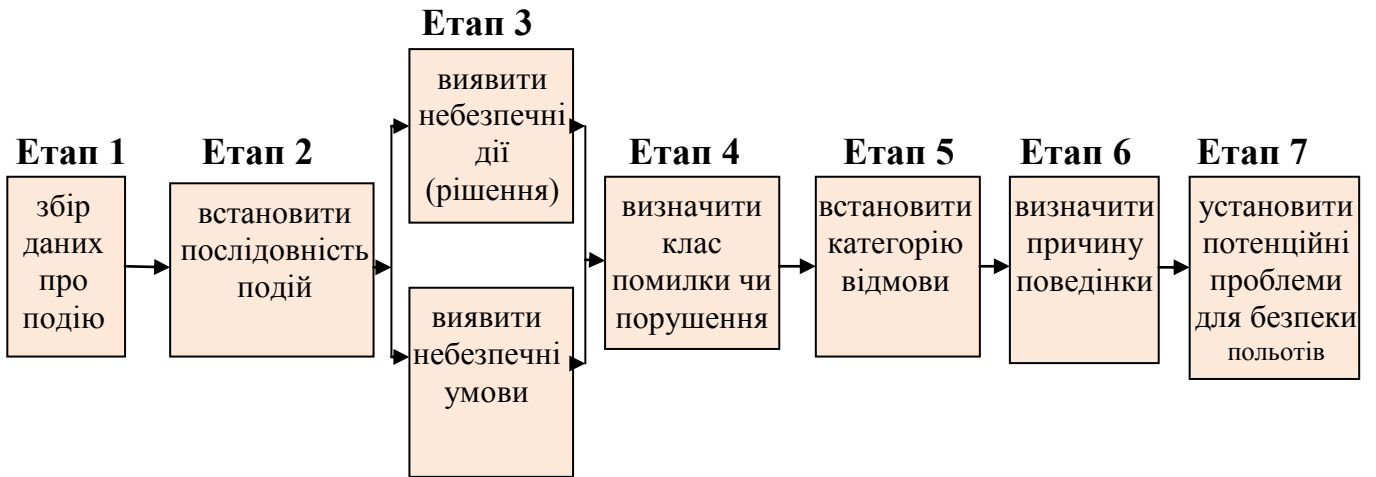 Етап 1
збір
даних
про
подію
Етап 2
встановити
послідовність
подій
Етап 3
виявити
небезпечні
дії
(рішення)
виявити
небезпечні
умови
Етап 4
визначити
клас
помилки чи
порушення
Етап 5
встановити
категорію
відмови
Етап 6
визначити
причину
поведінки
Етап 7
установити
потенційні
проблеми
для безпеки
польотів